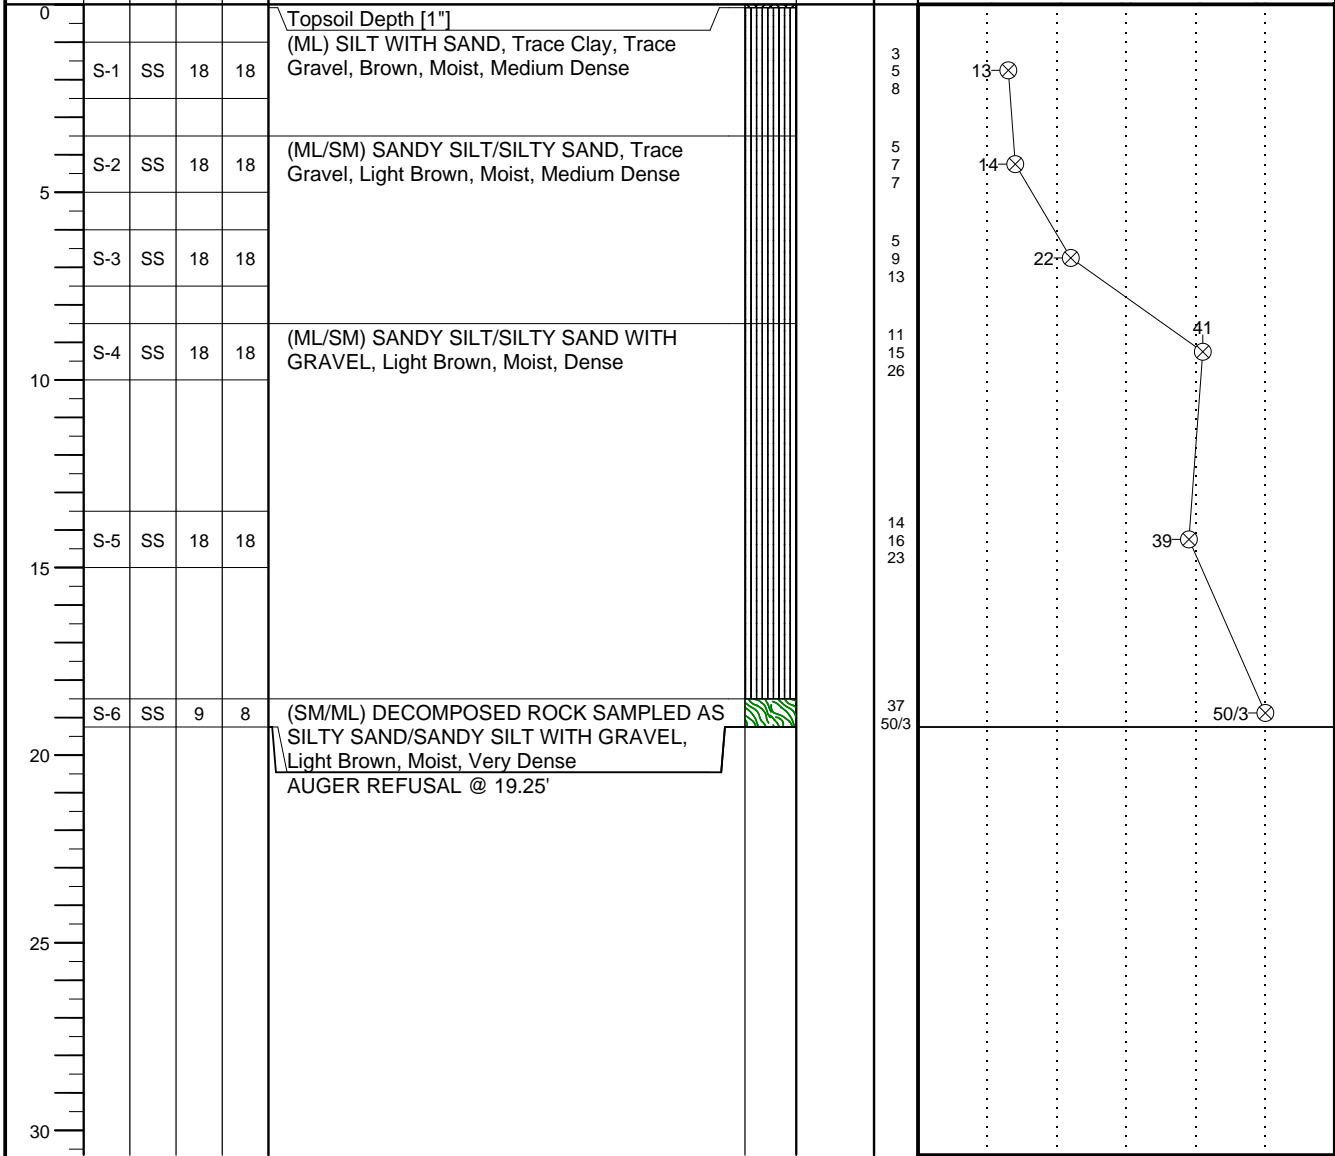 0
Topsoil Depth [1"]
(ML) SILT WITH SAND, Trace Clay, Trace
Gravel, Brown, Moist, Medium Dense
S-1 SS 18 18
3
5
8
13
(ML/SM) SANDY SILT/SILTY SAND, Trace
Gravel, Light Brown, Moist, Medium Dense
S-2 SS 18 18
5
7
7
14
5
S-3 SS 18 18
5
9
13
22
(ML/SM) SANDY SILT/SILTY SAND WITH
GRAVEL, Light Brown, Moist, Dense
S-4 SS 18 18
11
15
26
41
10
S-5 SS 18 18
14
16
23
39
15
S-6 SS 9 8
(SM/ML) DECOMPOSED ROCK SAMPLED AS
SILTY SAND/SANDY SILT WITH GRAVEL,
Light Brown, Moist, Very Dense
37
50/3
50/3
20
AUGER REFUSAL @ 19.25'
25
30